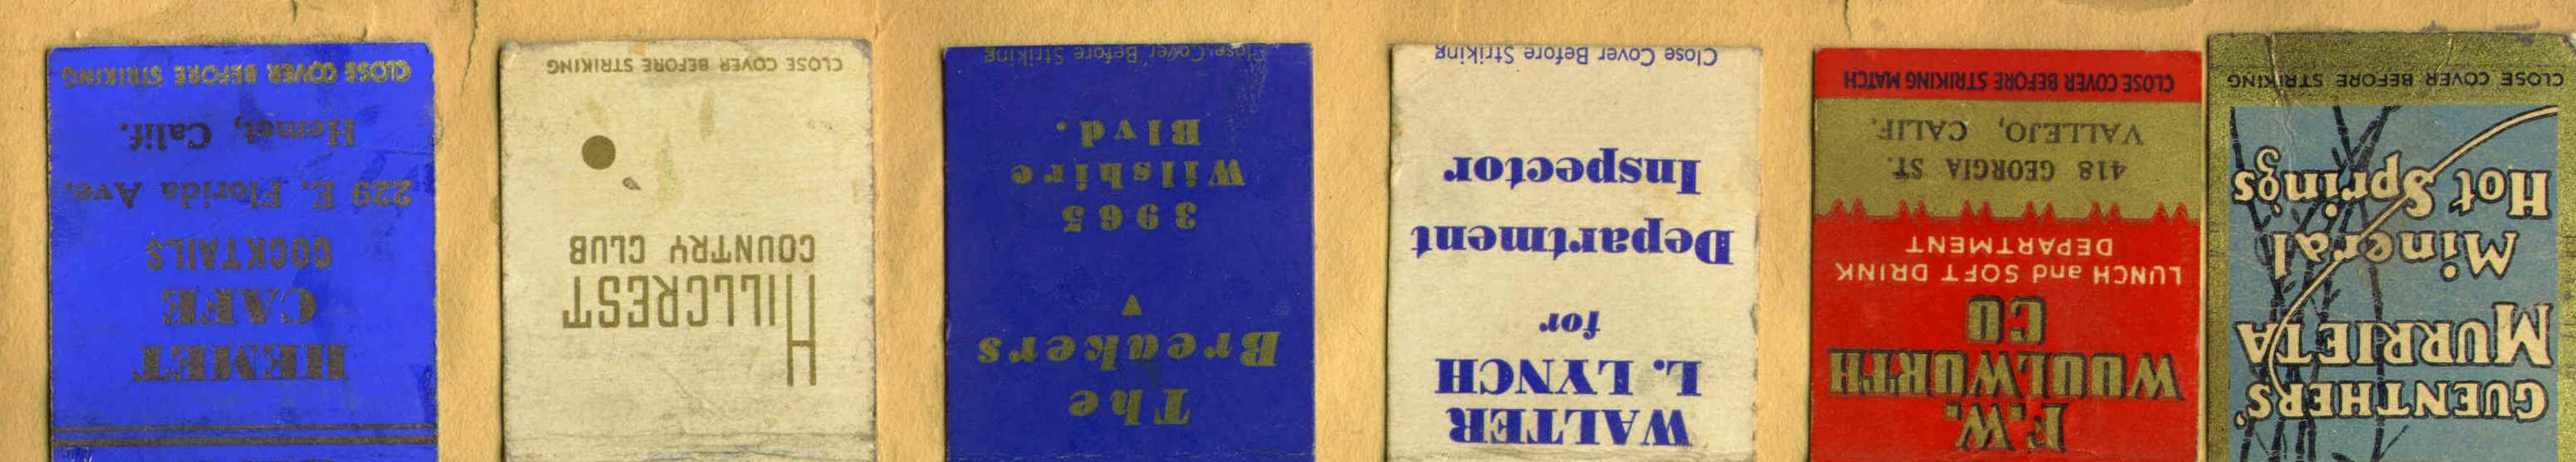 HEMET
CAFE
COCKTAILS
229 E. Florida Ave.
Hemet, Calif.
CLOSE COVER BEFORE STRIKING
HILLCREST
COUNTRY CLUB
CLOSE COVER BEFORE STRIKING
The
Breakers
3965
Wilshire
Blvd.
Close Cover Before Striking
WALTER
L. LYNCH
for
Department
Inspector
Close Cover Before Striking
F.W.
WOOLWORTH
CO
LUNCH and SOFT DRINK
DEPARTMENT
418 GEORGIA ST.
VALLEJO, CALIF.
CLOSE COVER BEFORE STRIKING MATCH
GUENTHERS'
MURRIETA
Mineral
Hot Springs
CLOSE COVER BEFORE STRIKING